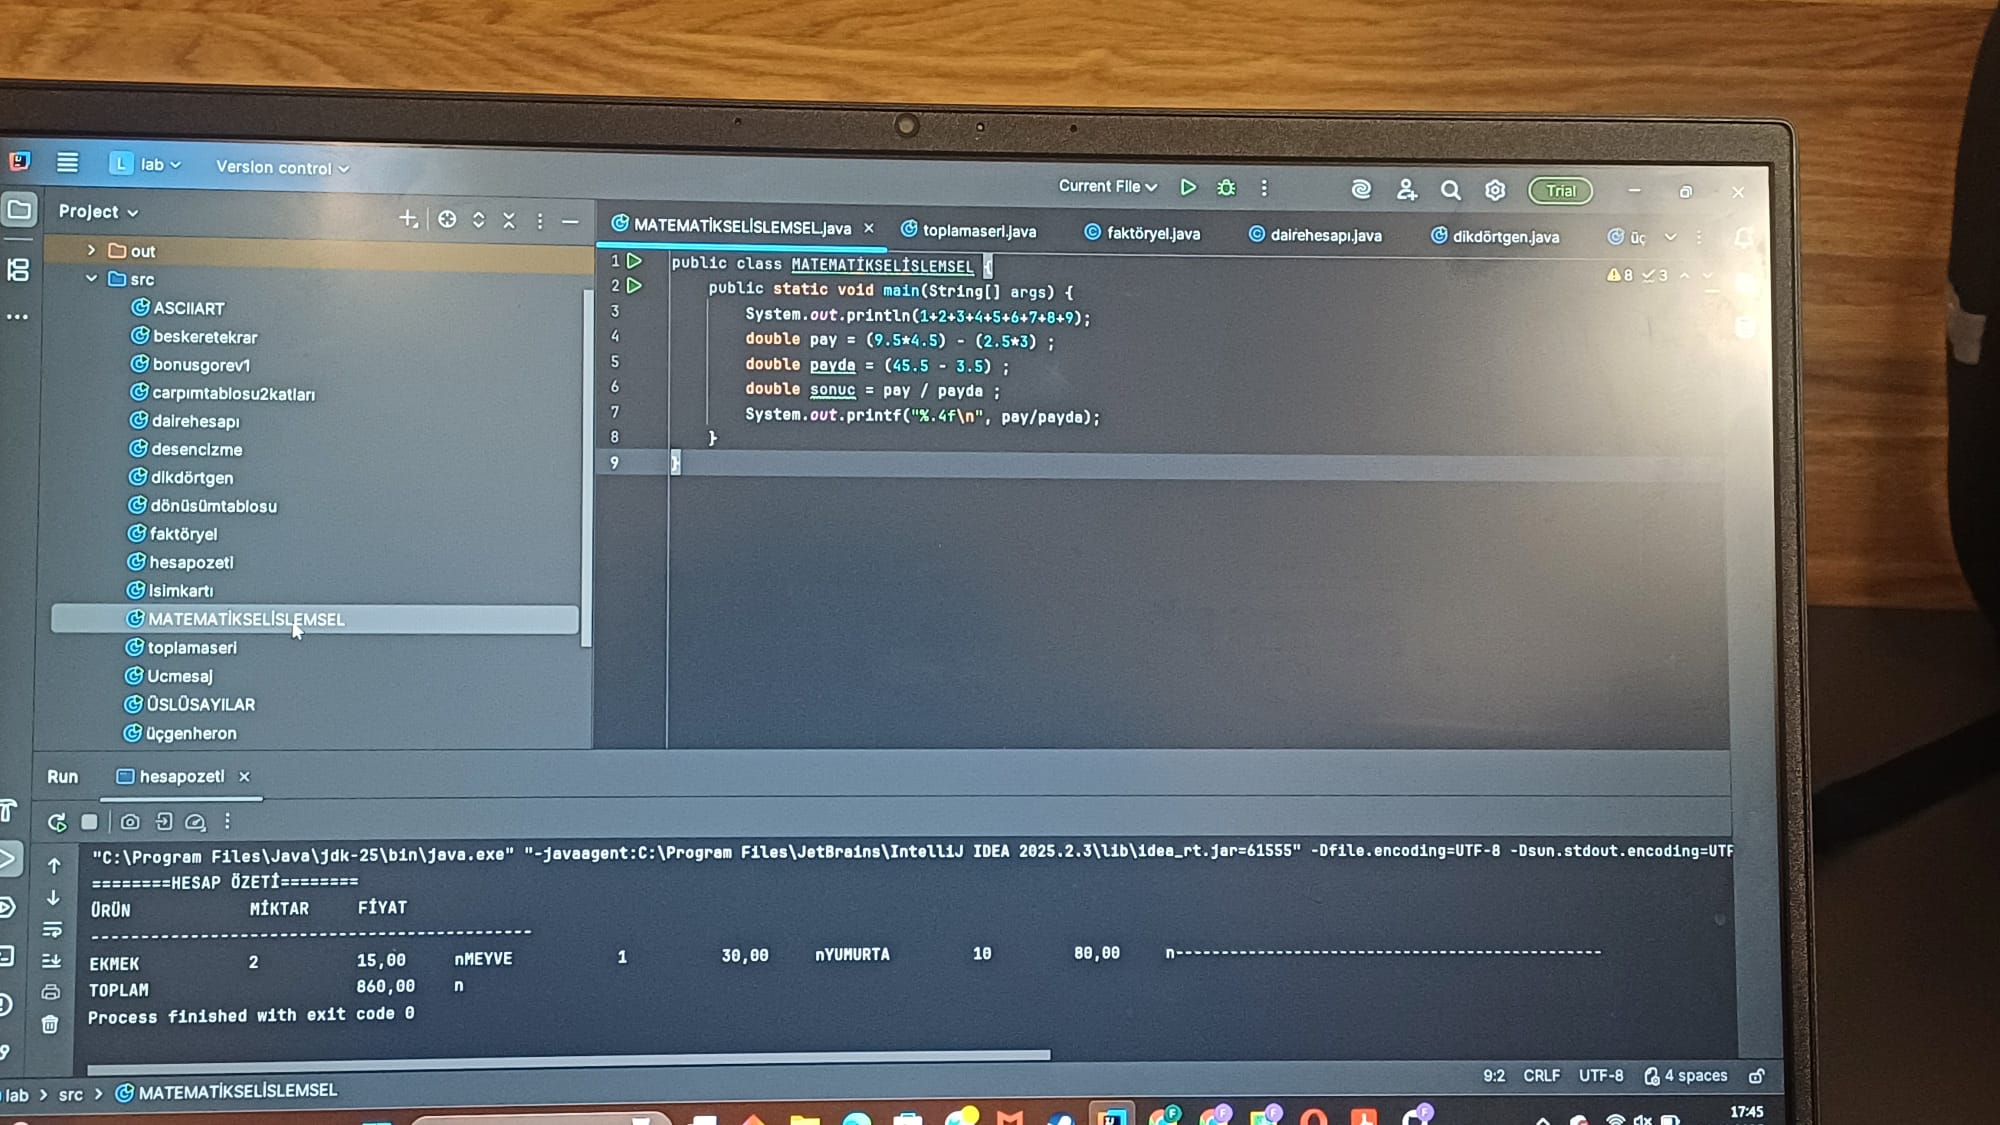 L lab Version control Current File Trial
Project
MATEMATİKSELİSLEMSEL.java toplamaseri.java faktöryel.java dairehesapı.java dikdörtgen.java üç
out
src
ASCIIART
beskeretekrar
bonusgorev1
carpımtablosu2katları
dairehesapı
desencizme
dikdörtgen
dönüsümtablosu
faktöryel
hesapozeti
Isimkartı
MATEMATİKSELİSLEMSEL
toplamaseri
Ucmesaj
ÜSLÜSAYILAR
üçgenheron
8 3
1 public class MATEMATİKSELİSLEMSEL {
2 public static void main(String[] args) {
3 System.out.println(1+2+3+4+5+6+7+8+9);
4 double pay = (9.5*4.5) - (2.5*3) ;
5 double payda = (45.5 - 3.5) ;
6 double sonuc = pay / payda ;
7 System.out.printf("%.4f\n", pay/payda);
8 }
9 }
Run hesapozeti
"C:\Program Files\Java\jdk-25\bin\java.exe" "-javaagent:C:\Program Files\JetBrains\IntelliJ IDEA 2025.2.3\lib\idea_rt.jar=61555" -Dfile.encoding=UTF-8 -Dsun.stdout.encoding=UTF
========HESAP ÖZETİ========
ÜRÜN MİKTAR FİYAT
--------------------------------------------
EKMEK 2 15,00 nMEYVE 1 30,00 nYUMURTA 10 80,00 n--------------------------------------------
TOPLAM 860,00 n
Process finished with exit code 0
lab > src > MATEMATİKSELİSLEMSEL 9:2 CRLF UTF-8 4 spaces
17:45